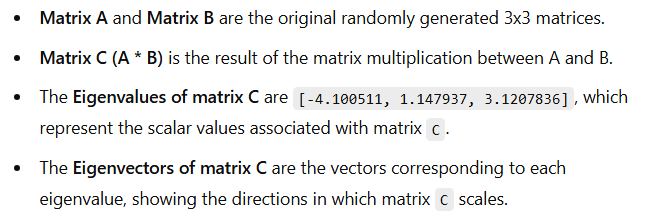 • Matrix A and Matrix B are the original randomly generated 3x3 matrices.
• Matrix C (A * B) is the result of the matrix multiplication between A and B.
• The Eigenvalues of matrix C are [-4.100511, 1.147937, 3.1207836], which
represent the scalar values associated with matrix C.
• The Eigenvectors of matrix C are the vectors corresponding to each
eigenvalue, showing the directions in which matrix C scales.